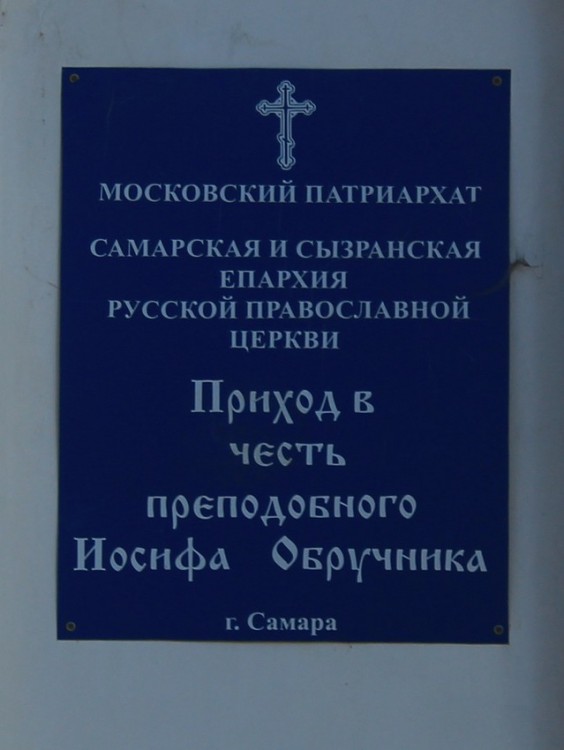 МОСКОВСКИЙ ПАТРИАРХАТ
САМАРСКАЯ И СЫЗРАНСКАЯ
ЕПАРХИЯ
РУССКОЙ ПРАВОСЛАВНОЙ
ЦЕРКВИ
Приход в
честь
преподобного
Иосифа Обручника
г. Самара